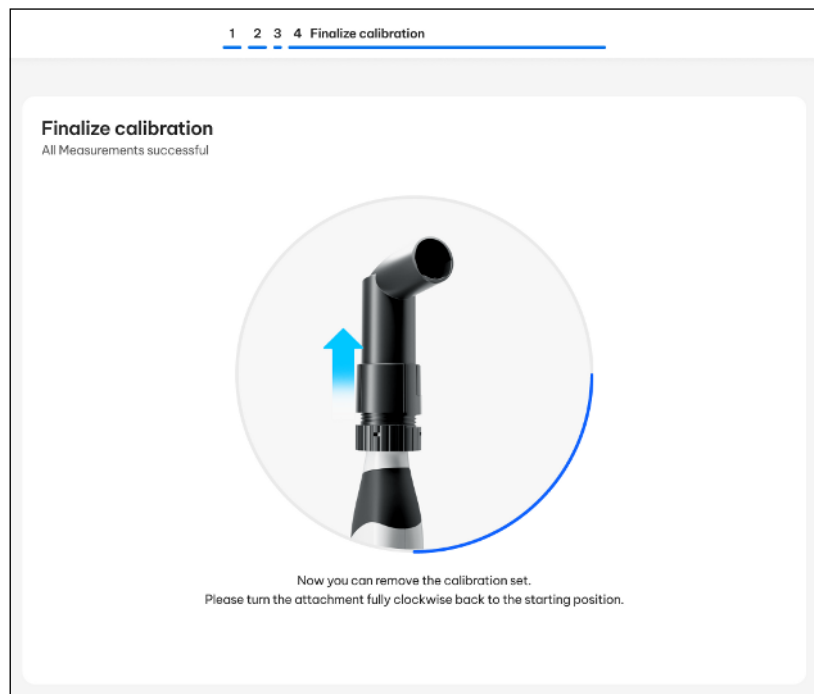 1 2 3 4 Finalize calibration
Finalize calibration
All Measurements successful
Now you can remove the calibration set.
Please turn the attachment fully clockwise back to the starting position.